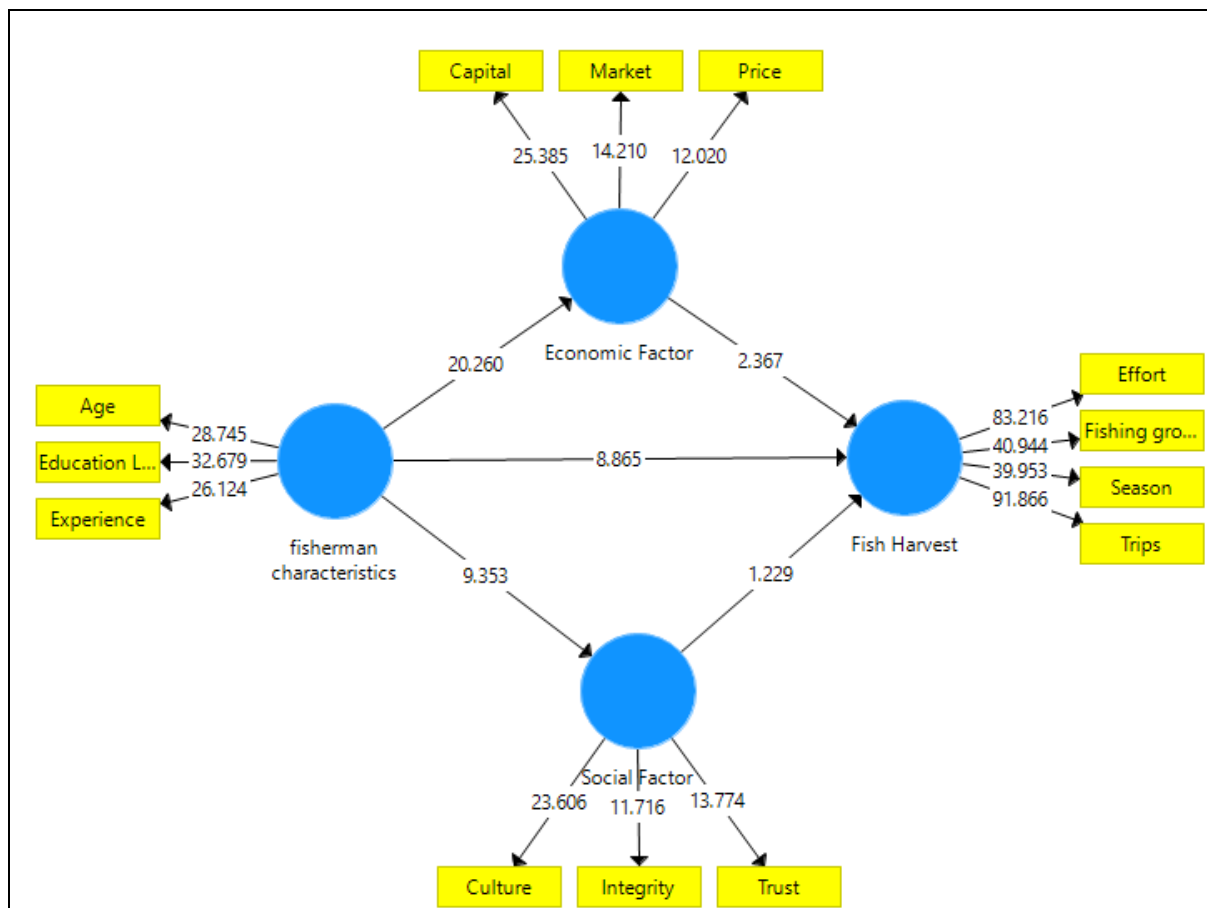 Capital
Market
Price
25.385
14.210
12.020
Economic Factor
20.260
2.367
Age
Education L...
Experience
28.745
32.679
26.124
8.865
Effort
Fishing gro...
Season
Trips
83.216
40.944
39.953
91.866
fisherman
characteristics
Fish Harvest
9.353
1.229
Social Factor
23.606
11.716
13.774
Culture
Integrity
Trust